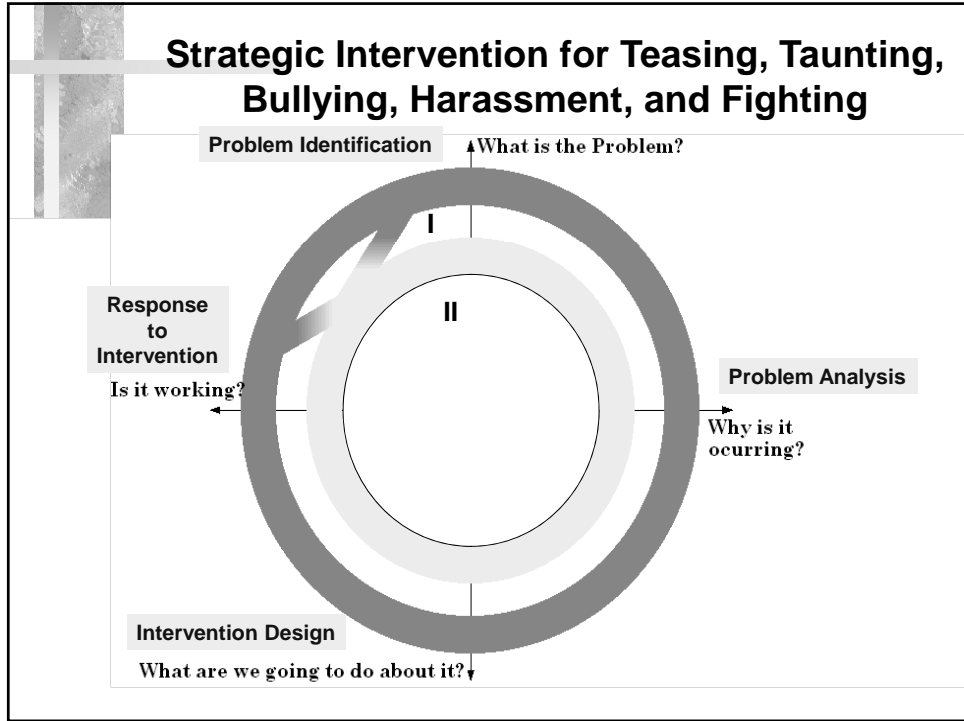 Strategic Intervention for Teasing, Taunting,
Bullying, Harassment, and Fighting
Problem Identification
What is the Problem?
I
II
Response
to
Intervention
Is it working?
Problem Analysis
Why is it
ocurring?
Intervention Design
What are we going to do about it?